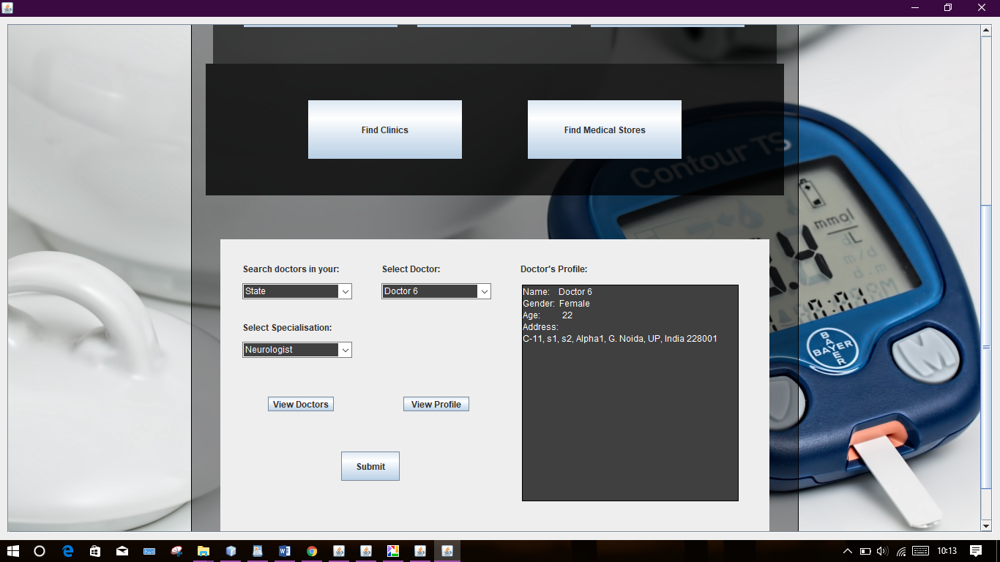 Find Clinics
Find Medical Stores
Contour TS
mmol
L
BAYER
BAYER
M
Search doctors in your:
State
Select Specialisation:
Neurologist
Select Doctor:
Doctor 6
Doctor's Profile:
Name: Doctor 6
Gender: Female
Age: 22
Address:
C-11, s1, s2, Alpha1, G. Noida, UP, India 228001
View Doctors
View Profile
Submit
10:13